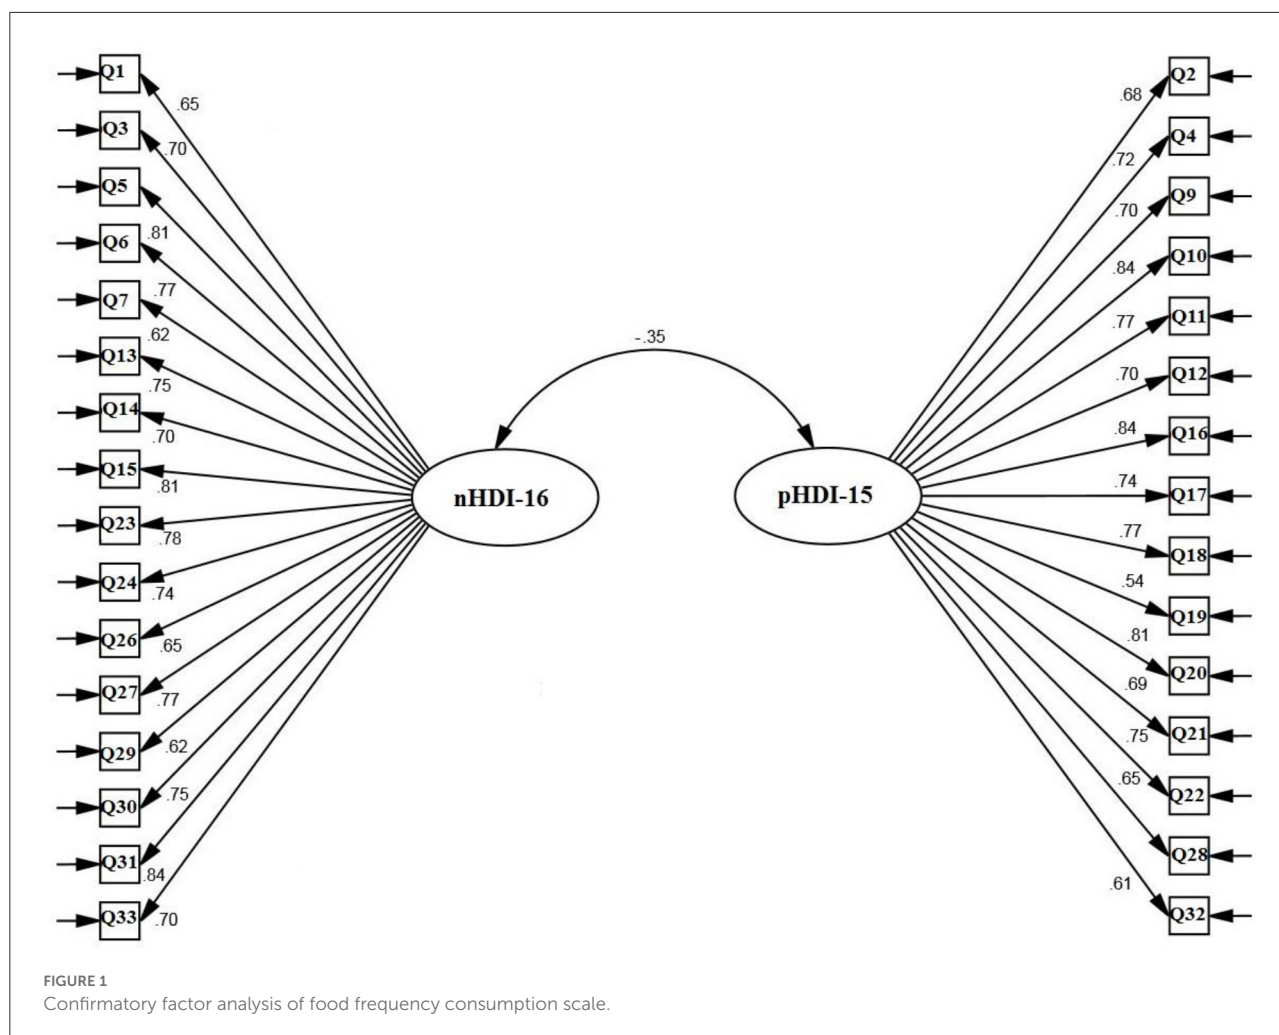 Q1
.65
Q3
.70
Q5
.81
Q6
.77
Q7
.62
Q13
.75
Q14
.70
Q15
.81
Q23
.78
Q24
.74
Q26
.65
Q27
.77
Q29
.62
Q30
.75
Q31
.84
Q33
.70
nHDI-16
-.35
pHDI-15
Q2
.68
Q4
.72
Q9
.70
Q10
.84
Q11
.77
Q12
.70
Q16
.84
Q17
.74
Q18
.77
Q19
.54
Q20
.81
Q21
.69
Q22
.75
Q28
.65
Q32
.61
FIGURE 1
Confirmatory factor analysis of food frequency consumption scale.